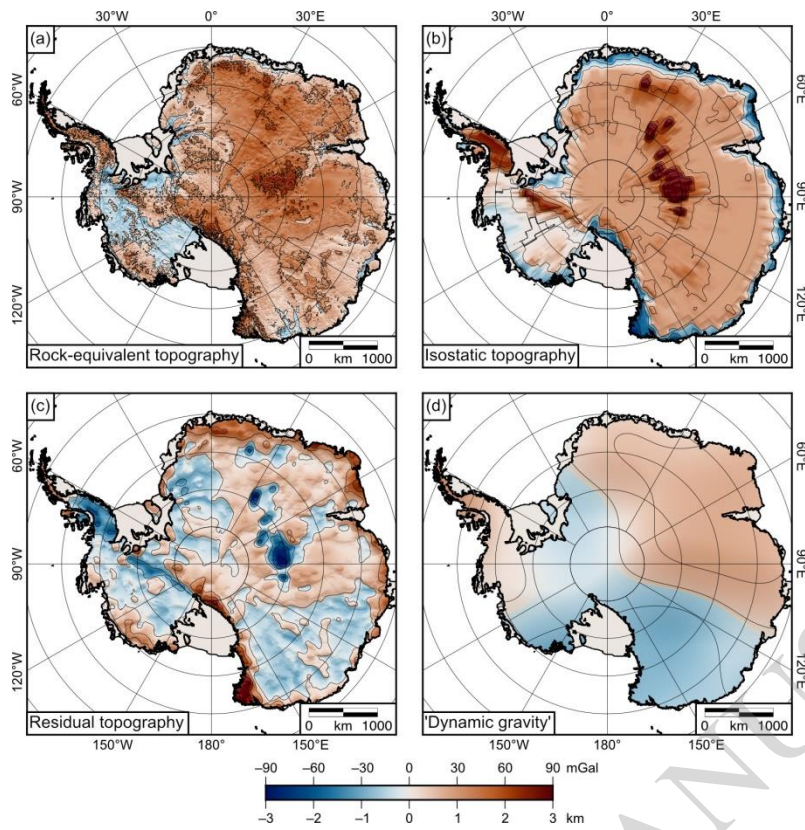 30°W 0° 30°E 30°W 0° 30°E
(a) (b)
60°W 60°E
90°W 90°E
120°W 120°E
Rock-equivalent topography 0 1000 km
Isostatic topography 0 1000 km
(c) (d)
60°W 60°W 60°E
90°W 90°W 90°E
120°W 120°W 120°E
Residual topography 0 1000 km
'Dynamic gravity' 0 1000 km
150°W 180° 150°E 150°W 180° 150°E
−90 −60 −30 0 30 60 90 mGal
−3 −2 −1 0 1 2 3 km